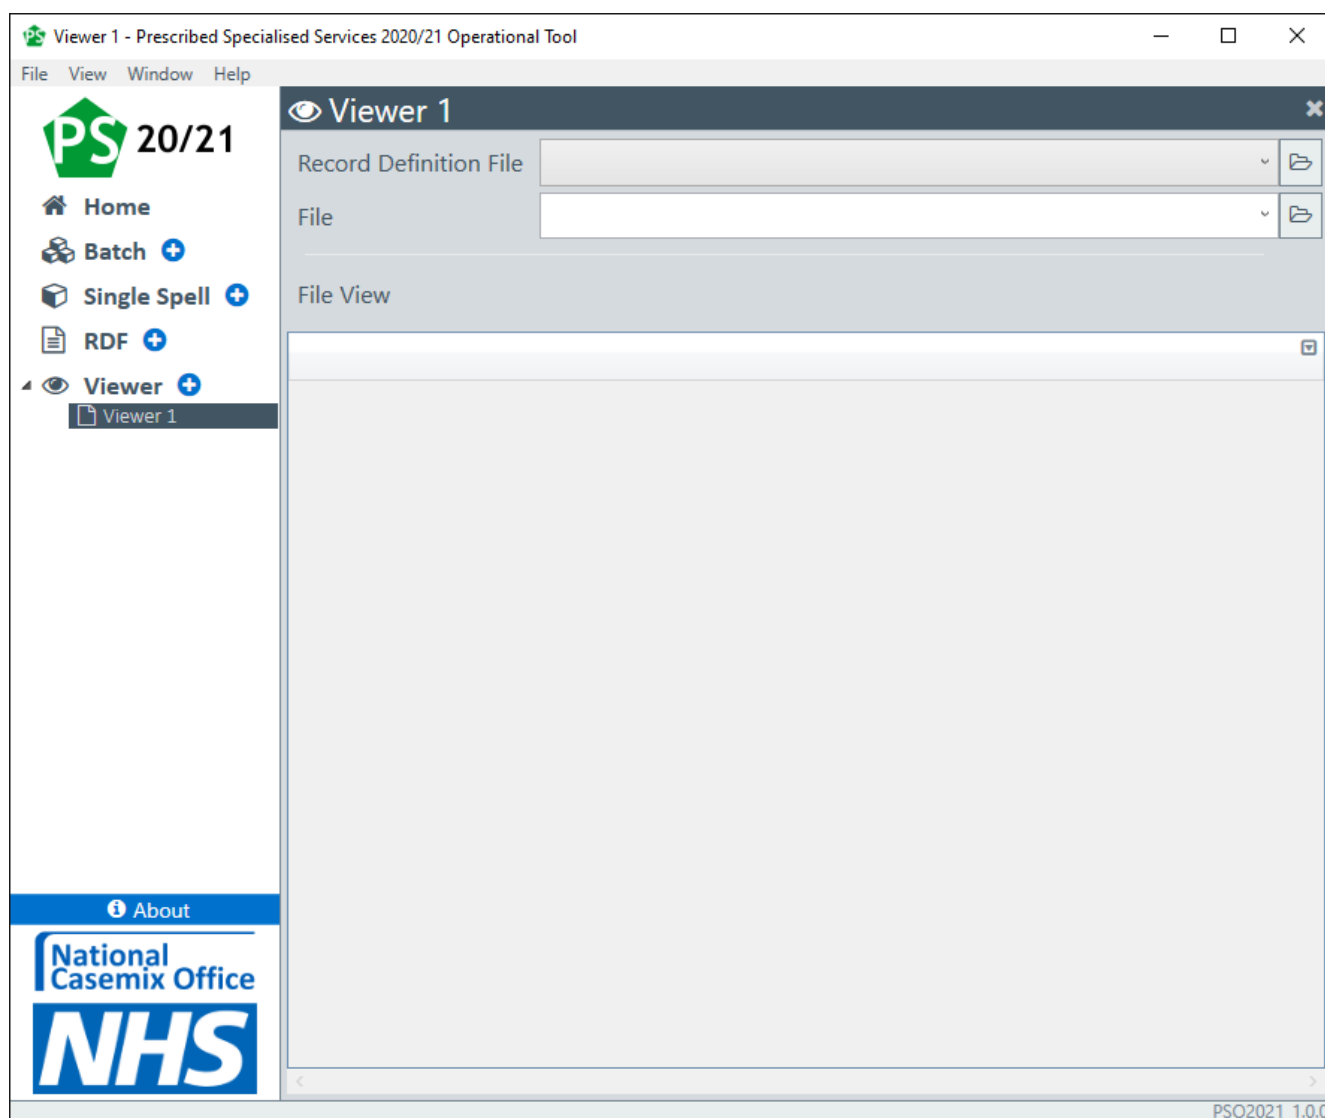 PS Viewer 1 - Prescribed Specialised Services 2020/21 Operational Tool
File View Window Help
PS 20/21
Viewer 1
Record Definition File
Home
File
Batch
Single Spell
File View
RDF
Viewer
Viewer 1
About
National
Casemix Office
NHS
PSO2021 1.0.0